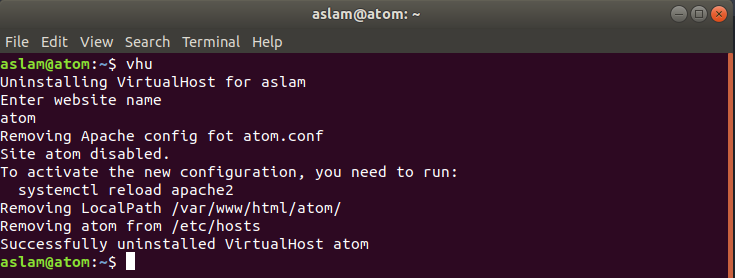 aslam@atom: ~
File Edit View Search Terminal Help
aslam@atom:~$ vhu
Uninstalling VirtualHost for aslam
Enter website name
atom
Removing Apache config fot atom.conf
Site atom disabled.
To activate the new configuration, you need to run:
  systemctl reload apache2
Removing LocalPath /var/www/html/atom/
Removing atom from /etc/hosts
Successfully uninstalled VirtualHost atom
aslam@atom:~$